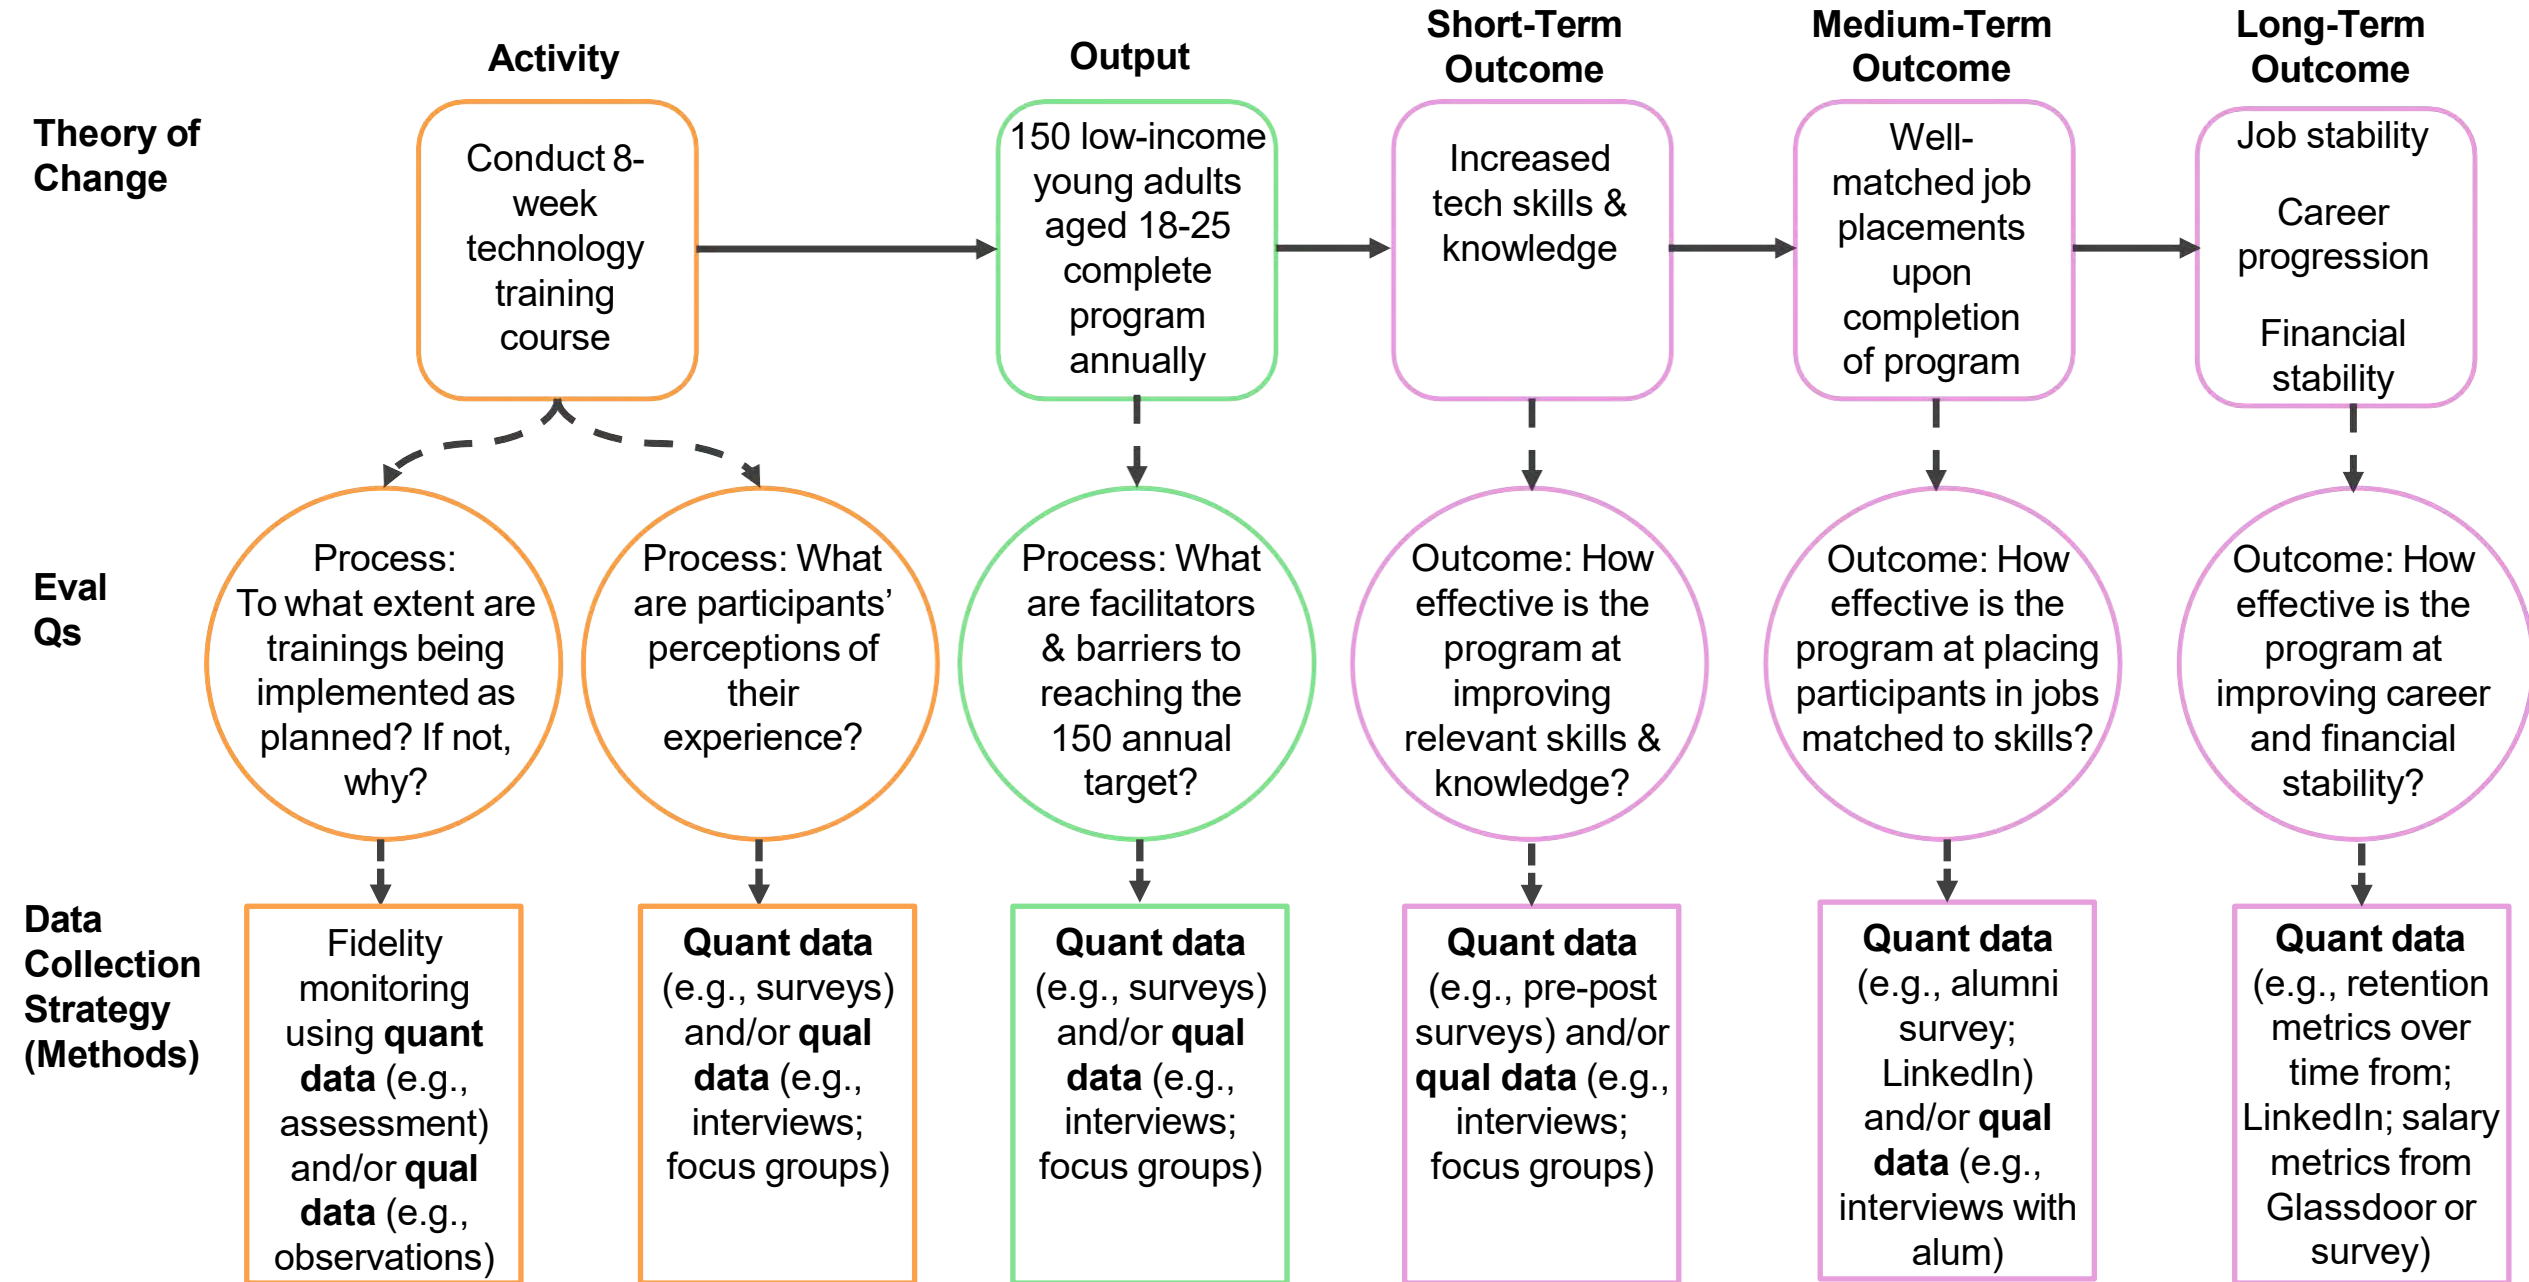 Activity
Output
Short-Term
Outcome
Medium-Term
Outcome
Long-Term
Outcome
Theory of
Change
Conduct 8-
week
technology
training
course
150 low-income
young adults
aged 18-25
complete
program
annually
Increased
tech skills &
knowledge
Well-
matched job
placements
upon
completion
of program
Job stability
Career
progression
Financial
stability
Eval
Qs
Process:
To what extent are
trainings being
implemented as
planned? If not,
why?
Process: What
are participants’
perceptions of
their
experience?
Process: What
are facilitators
& barriers to
reaching the
150 annual
target?
Outcome: How
effective is the
program at
improving
relevant skills &
knowledge?
Outcome: How
effective is the
program at placing
participants in jobs
matched to skills?
Outcome: How
effective is the
program at
improving career
and financial
stability?
Data
Collection
Strategy
(Methods)
Fidelity
monitoring
using quant
data (e.g.,
assessment)
and/or qual
data (e.g.,
observations)
Quant data
(e.g., surveys)
and/or qual
data (e.g.,
interviews;
focus groups)
Quant data
(e.g., surveys)
and/or qual
data (e.g.,
interviews;
focus groups)
Quant data
(e.g., pre-post
surveys) and/or
qual data (e.g.,
interviews;
focus groups)
Quant data
(e.g., alumni
survey;
LinkedIn)
and/or qual
data (e.g.,
interviews with
alum)
Quant data
(e.g., retention
metrics over
time from;
LinkedIn; salary
metrics from
Glassdoor or
survey)